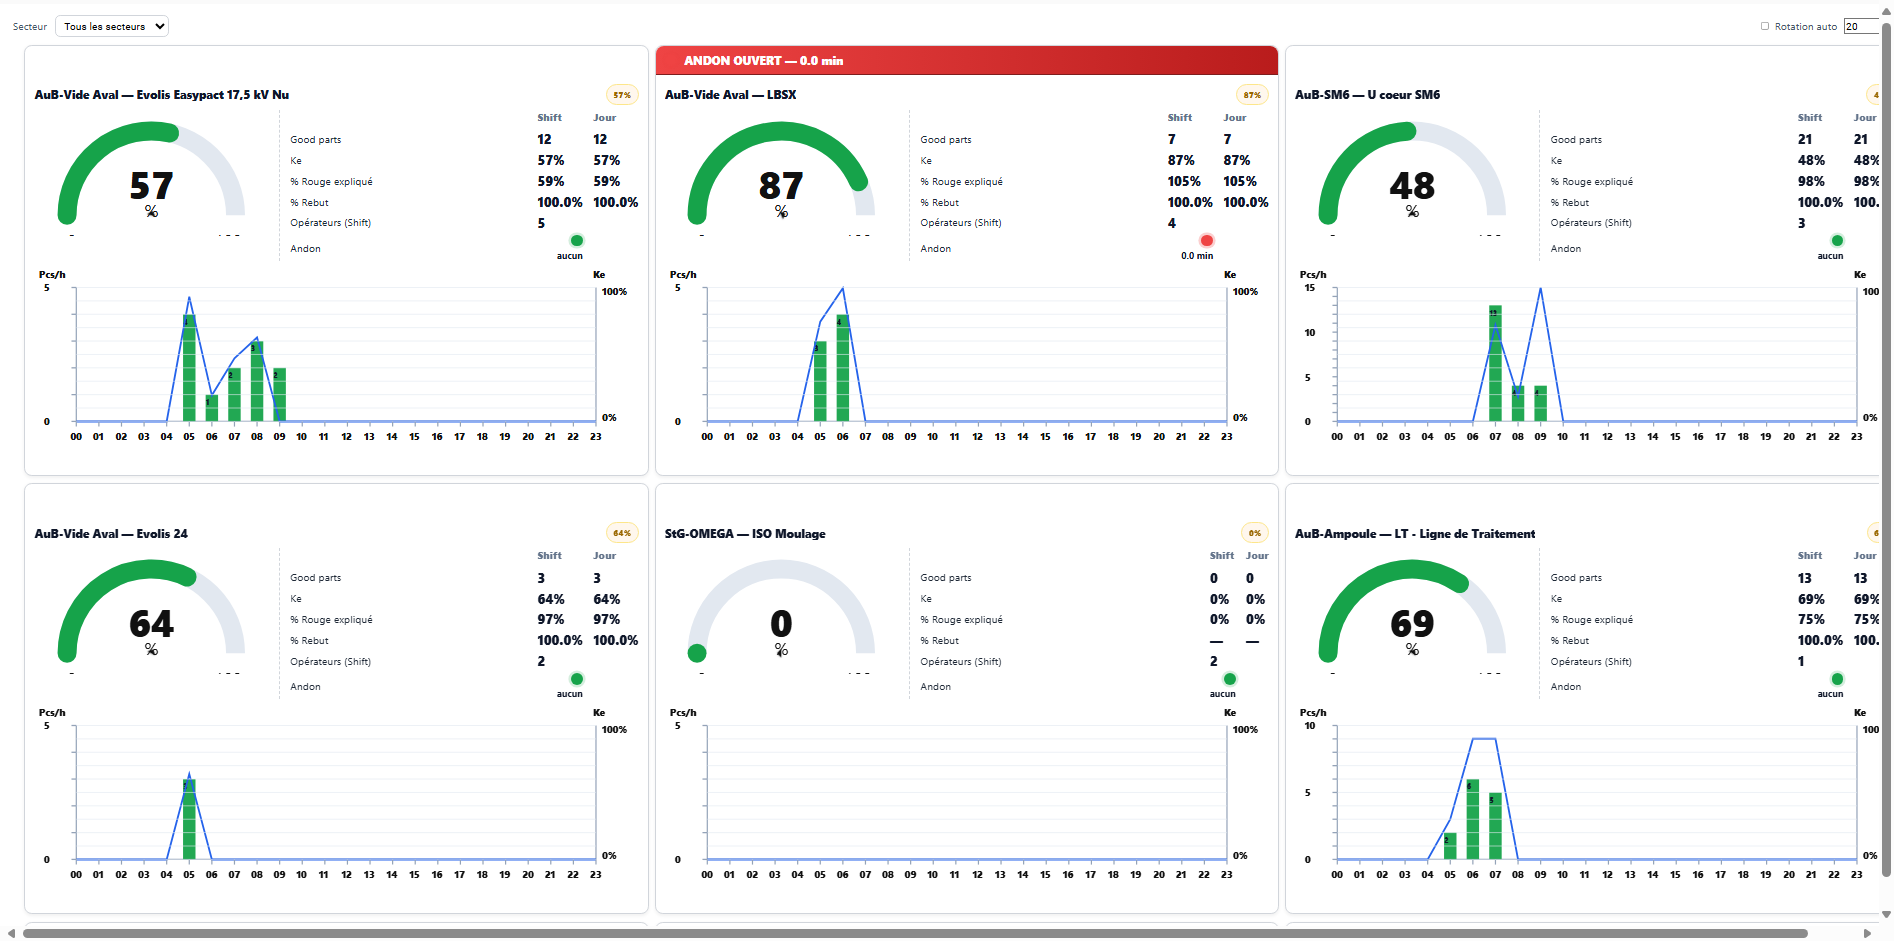 Secteur Tous les secteurs Rotation auto 20
AuB-Vide Aval — Evolis Easypact 17,5 kV Nu 57%
57
%
Shift Jour
Good parts 12 12
Ke 57% 57%
% Rouge expliqué 59% 59%
% Rebut 100.0% 100.0%
Opérateurs (Shift) 5
Andon aucun
Pcs/h Ke
5 100%
0 0%
4 1 2 3 2
00 01 02 03 04 05 06 07 08 09 10 11 12 13 14 15 16 17 18 19 20 21 22 23
ANDON OUVERT — 0.0 min
AuB-Vide Aval — LBSX 87%
87
%
Shift Jour
Good parts 7 7
Ke 87% 87%
% Rouge expliqué 105% 105%
% Rebut 100.0% 100.0%
Opérateurs (Shift) 4
Andon 0.0 min
Pcs/h Ke
5 100%
0 0%
3 4
00 01 02 03 04 05 06 07 08 09 10 11 12 13 14 15 16 17 18 19 20 21 22 23
AuB-SM6 — U coeur SM6 4
48
%
Shift Jour
Good parts 21 21
Ke 48% 48%
% Rouge expliqué 98% 98%
% Rebut 100.0% 100.
Opérateurs (Shift) 3
Andon aucun
Pcs/h Ke
15 100
10
5
0 0%
13 4 4
00 01 02 03 04 05 06 07 08 09 10 11 12 13 14 15 16 17 18 19 20 21 22 23
AuB-Vide Aval — Evolis 24 64%
64
%
Shift Jour
Good parts 3 3
Ke 64% 64%
% Rouge expliqué 97% 97%
% Rebut 100.0% 100.0%
Opérateurs (Shift) 2
Andon aucun
Pcs/h Ke
5 100%
0 0%
3
00 01 02 03 04 05 06 07 08 09 10 11 12 13 14 15 16 17 18 19 20 21 22 23
StG-OMEGA — ISO Moulage 0%
0
%
Shift Jour
Good parts 0 0
Ke 0% 0%
% Rouge expliqué 0% 0%
% Rebut — —
Opérateurs (Shift) 2
Andon aucun
Pcs/h Ke
5 100%
0 0%
00 01 02 03 04 05 06 07 08 09 10 11 12 13 14 15 16 17 18 19 20 21 22 23
AuB-Ampoule — LT - Ligne de Traitement 6
69
%
Shift Jour
Good parts 13 13
Ke 69% 69%
% Rouge expliqué 75% 75%
% Rebut 100.0% 100.
Opérateurs (Shift) 1
Andon aucun
Pcs/h Ke
10 100
5
0 0%
2 6 5
00 01 02 03 04 05 06 07 08 09 10 11 12 13 14 15 16 17 18 19 20 21 22 23